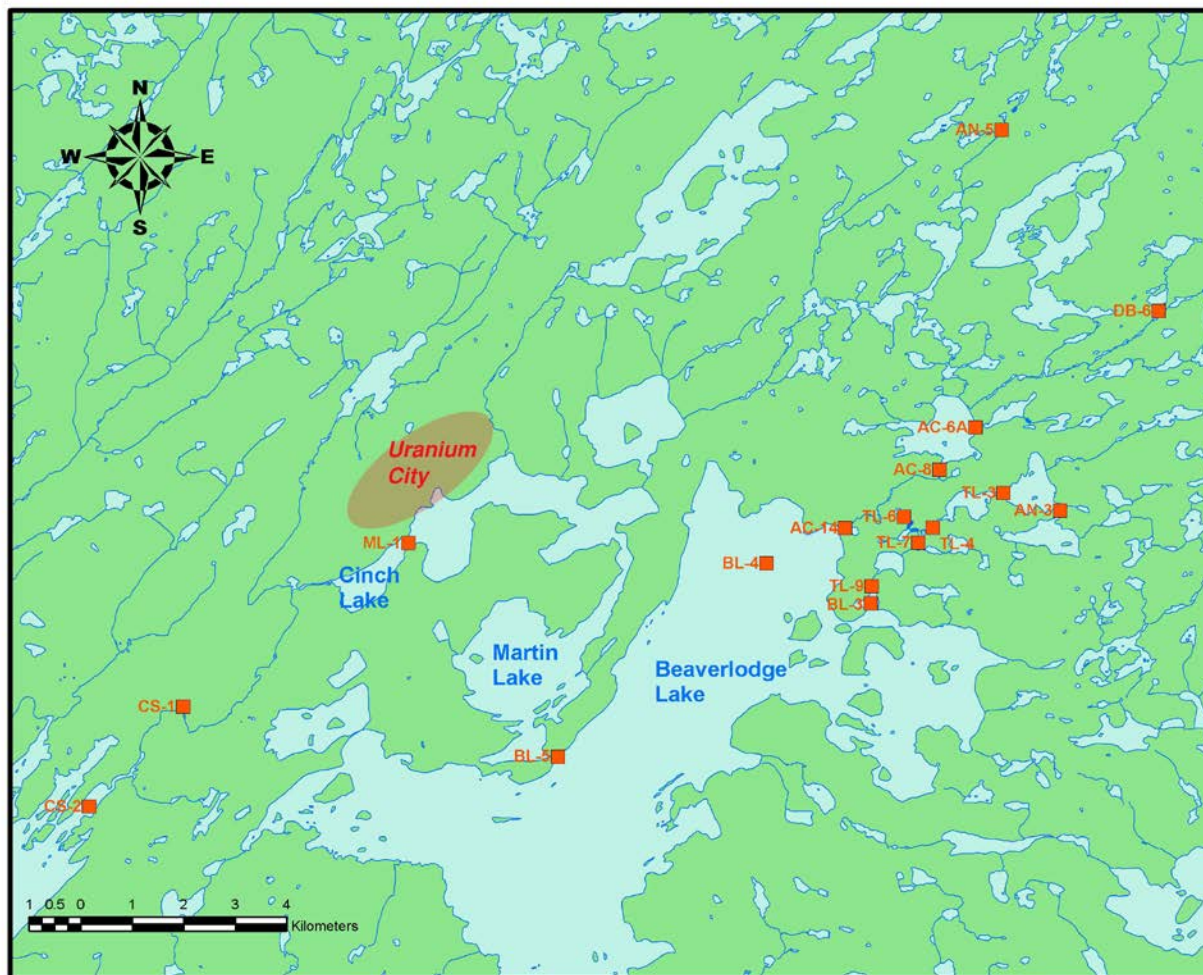 N
W E
S
AN-5
DB-6
AC-6A
Uranium
City
AC-8
TL-3
AN-3
TL-6
AC-14
TL-4
TL-7
ML-1
BL-4
Cinch
Lake
TL-9
BL-3
Martin
Lake
Beaverlodge
Lake
CS-1
BL-5
CS-2
1 0.5 0 1 2 3 4
Kilometers